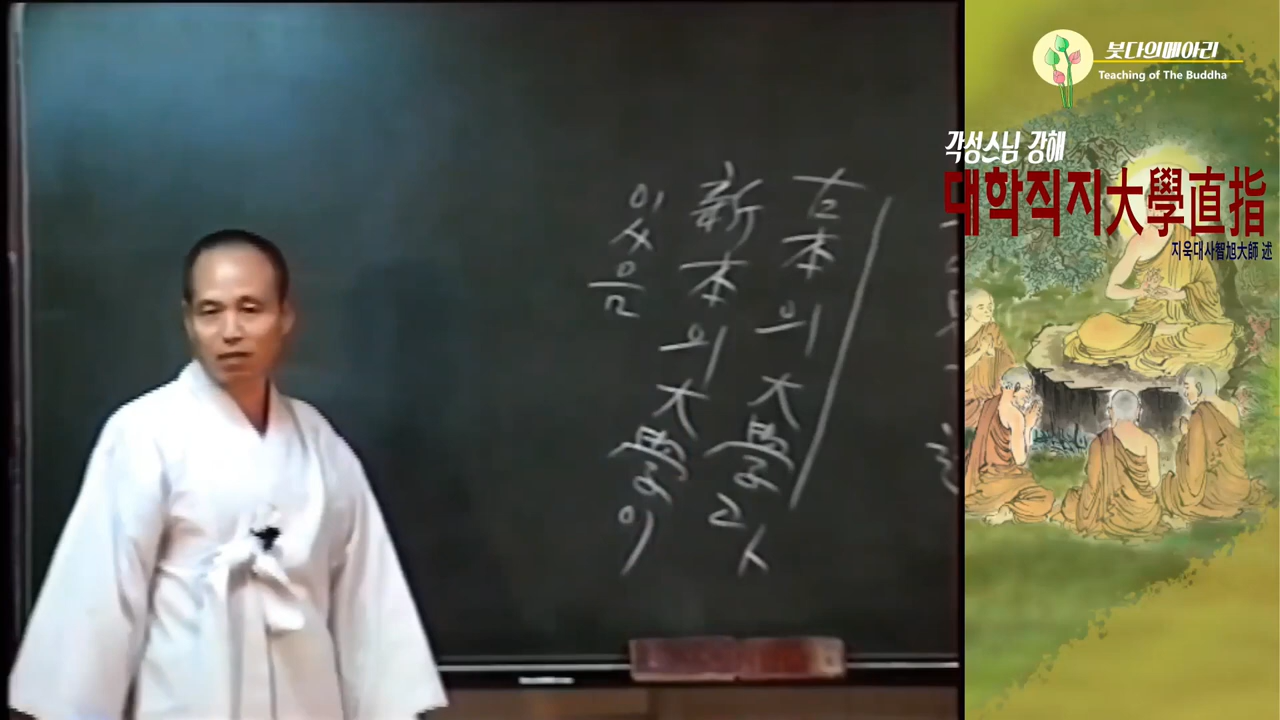 붓다의메아리
Teaching of The Buddha
각성스님 강해
대학직지大學直指
지욱대사智旭大師 述
古本의大學
新本의大學이
있음